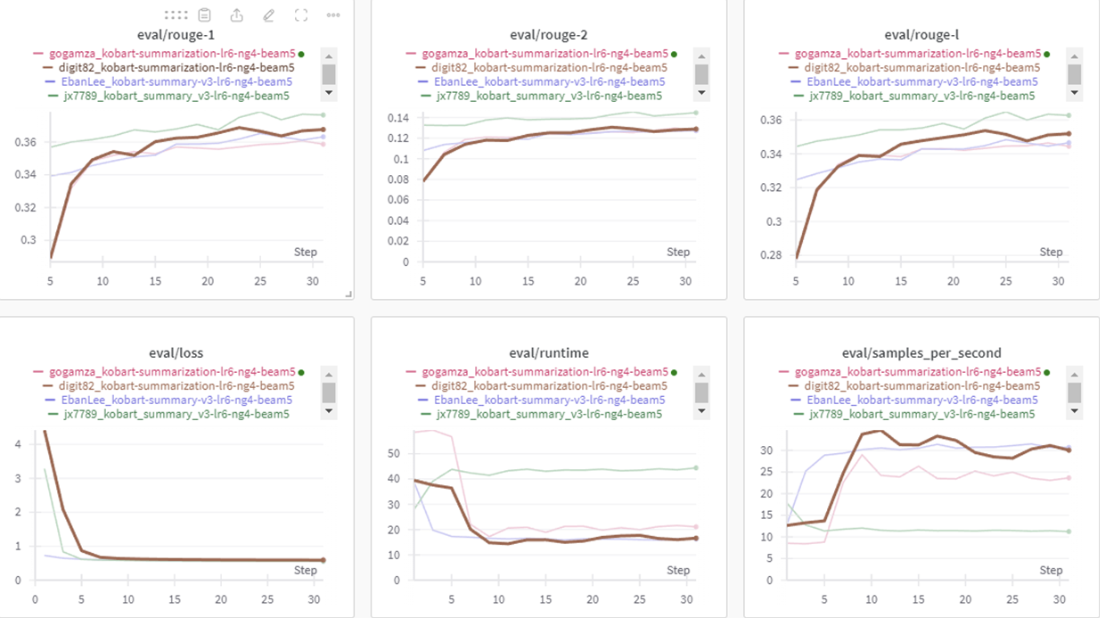 eval/rouge-1
gogamza_kobart-summarization-lr6-ng4-beam5
digit82_kobart-summarization-lr6-ng4-beam5
EbanLee_kobart-summary-v3-lr6-ng4-beam5
jx7789_kobart_summary_v3-lr6-ng4-beam5
0.36
0.34
0.32
0.3
Step
5 10 15 20 25 30
eval/rouge-2
gogamza_kobart-summarization-lr6-ng4-beam5
digit82_kobart-summarization-lr6-ng4-beam5
EbanLee_kobart-summary-v3-lr6-ng4-beam5
jx7789_kobart_summary_v3-lr6-ng4-beam5
0.14
0.12
0.1
0.08
0.06
0.04
0.02
0
Step
5 10 15 20 25 30
eval/rouge-l
gogamza_kobart-summarization-lr6-ng4-beam5
digit82_kobart-summarization-lr6-ng4-beam5
EbanLee_kobart-summary-v3-lr6-ng4-beam5
jx7789_kobart_summary_v3-lr6-ng4-beam5
0.36
0.34
0.32
0.3
0.28
Step
5 10 15 20 25 30
eval/loss
gogamza_kobart-summarization-lr6-ng4-beam5
digit82_kobart-summarization-lr6-ng4-beam5
EbanLee_kobart-summary-v3-lr6-ng4-beam5
jx7789_kobart_summary_v3-lr6-ng4-beam5
4
3
2
1
0
Step
0 5 10 15 20 25 30
eval/runtime
gogamza_kobart-summarization-lr6-ng4-beam5
digit82_kobart-summarization-lr6-ng4-beam5
EbanLee_kobart-summary-v3-lr6-ng4-beam5
jx7789_kobart_summary_v3-lr6-ng4-beam5
50
40
30
20
10
0
Step
5 10 15 20 25 30
eval/samples_per_second
gogamza_kobart-summarization-lr6-ng4-beam5
digit82_kobart-summarization-lr6-ng4-beam5
EbanLee_kobart-summary-v3-lr6-ng4-beam5
jx7789_kobart_summary_v3-lr6-ng4-beam5
30
25
20
15
10
5
0
Step
5 10 15 20 25 30